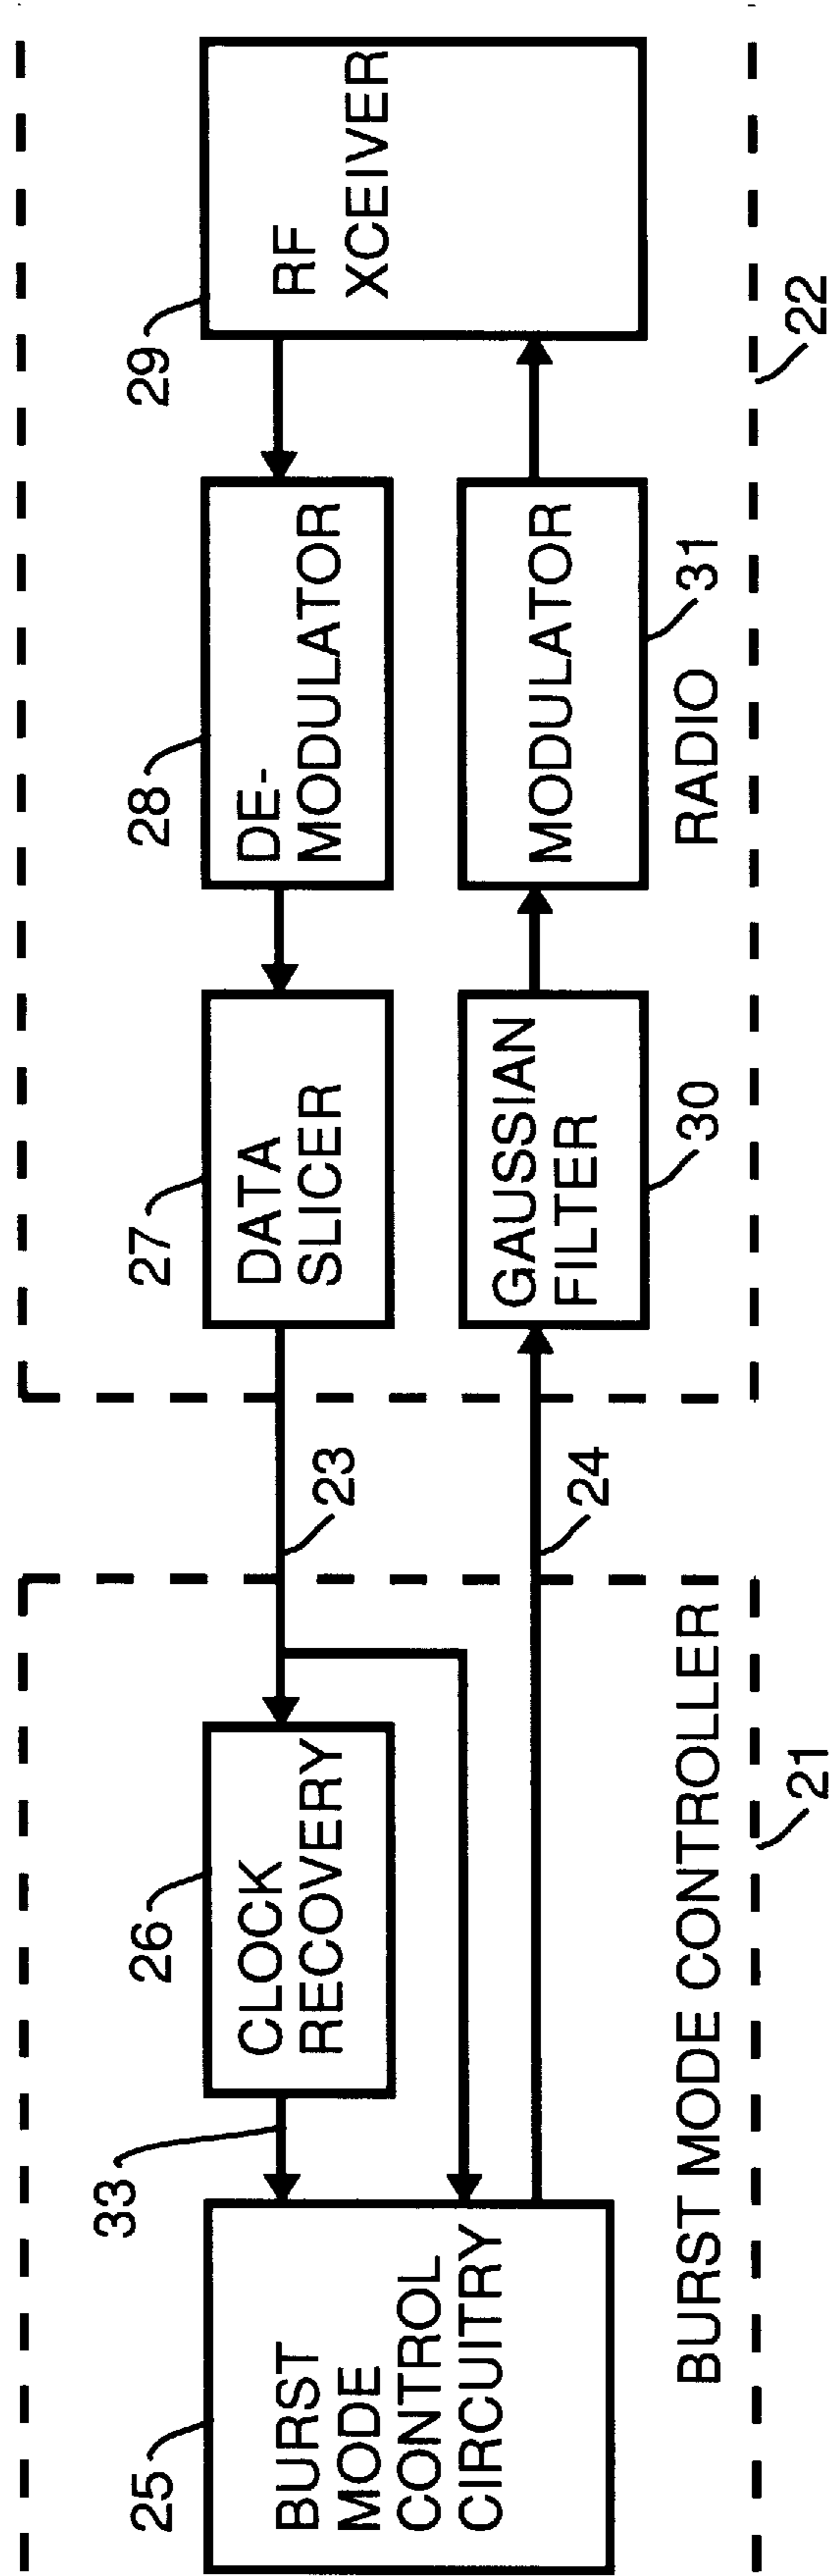 25
BURST
MODE
CONTROL
CIRCUITRY
33
26
CLOCK
RECOVERY
BURST MODE CONTROLLER
21
23
24
27
DATA
SLICER
28
DE-
MODULATOR
29
RF
XCEIVER
GAUSSIAN
FILTER
30
MODULATOR
31
RADIO
22